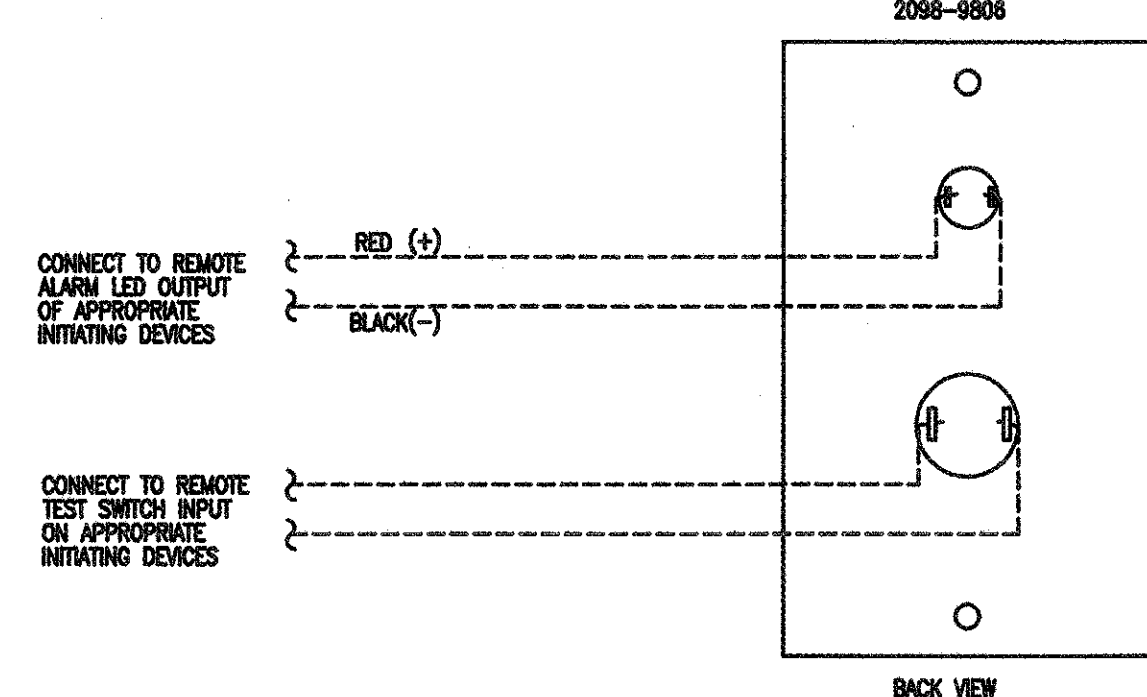 2098-9806
RED (+)
CONNECT TO REMOTE
ALARM LED OUTPUT
OF APPROPRIATE
INITIATING DEVICES
BLACK(-)
CONNECT TO REMOTE
TEST SWITCH INPUT
ON APPROPRIATE
INITIATING DEVICES
BACK VIEW